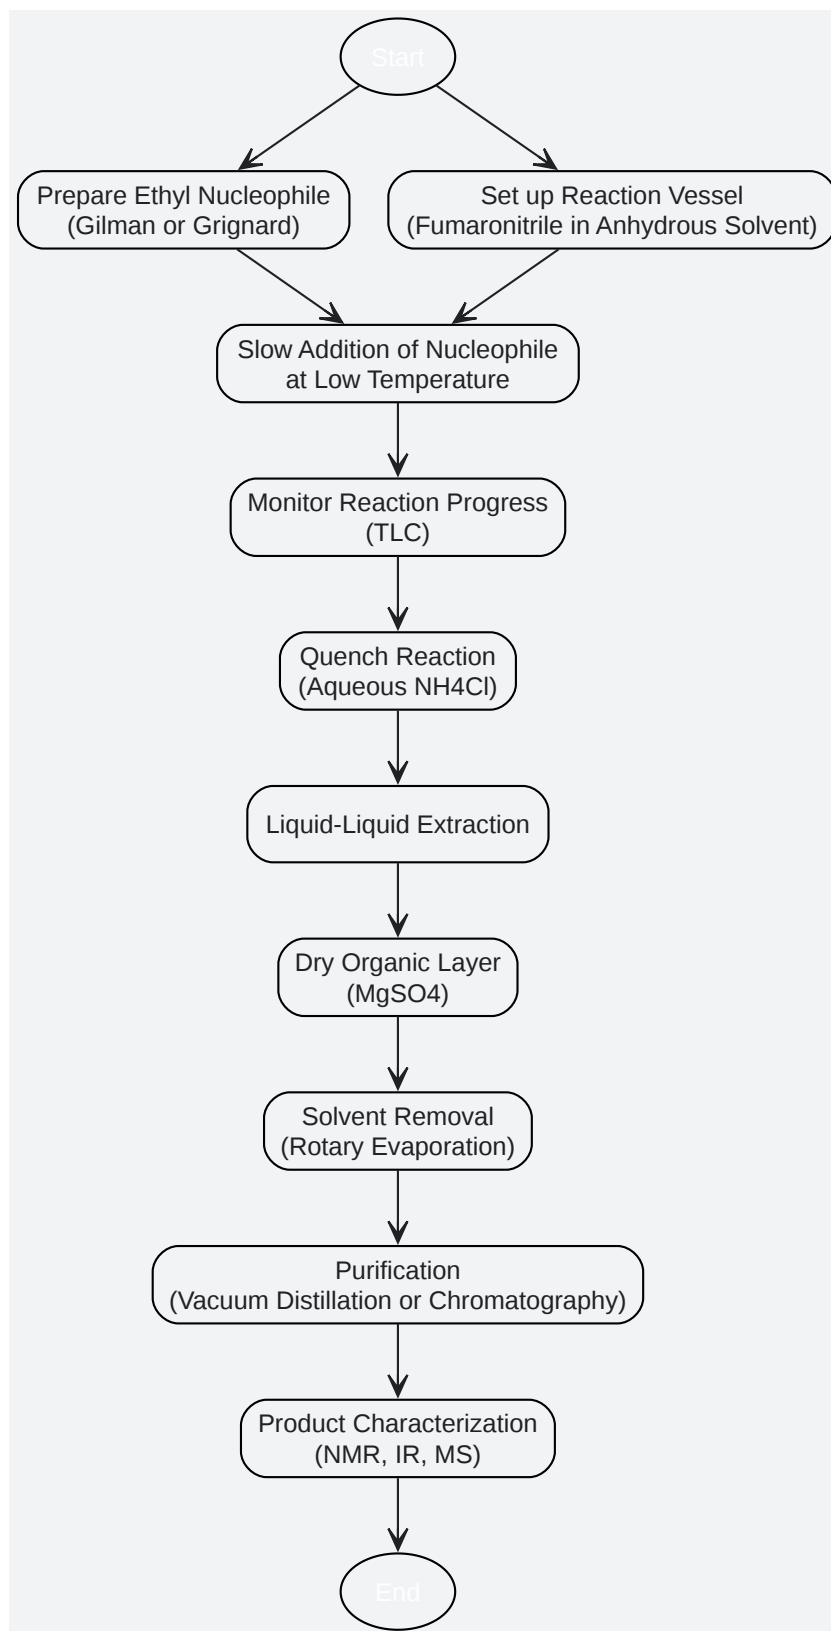 Start
Prepare Ethyl Nucleophile
(Gilman or Grignard)
Set up Reaction Vessel
(Fumaronitrile in Anhydrous Solvent)
Slow Addition of Nucleophile
at Low Temperature
Monitor Reaction Progress
(TLC)
Quench Reaction
(Aqueous NH4Cl)
Liquid-Liquid Extraction
Dry Organic Layer
(MgSO4)
Solvent Removal
(Rotary Evaporation)
Purification
(Vacuum Distillation or Chromatography)
Product Characterization
(NMR, IR, MS)
End